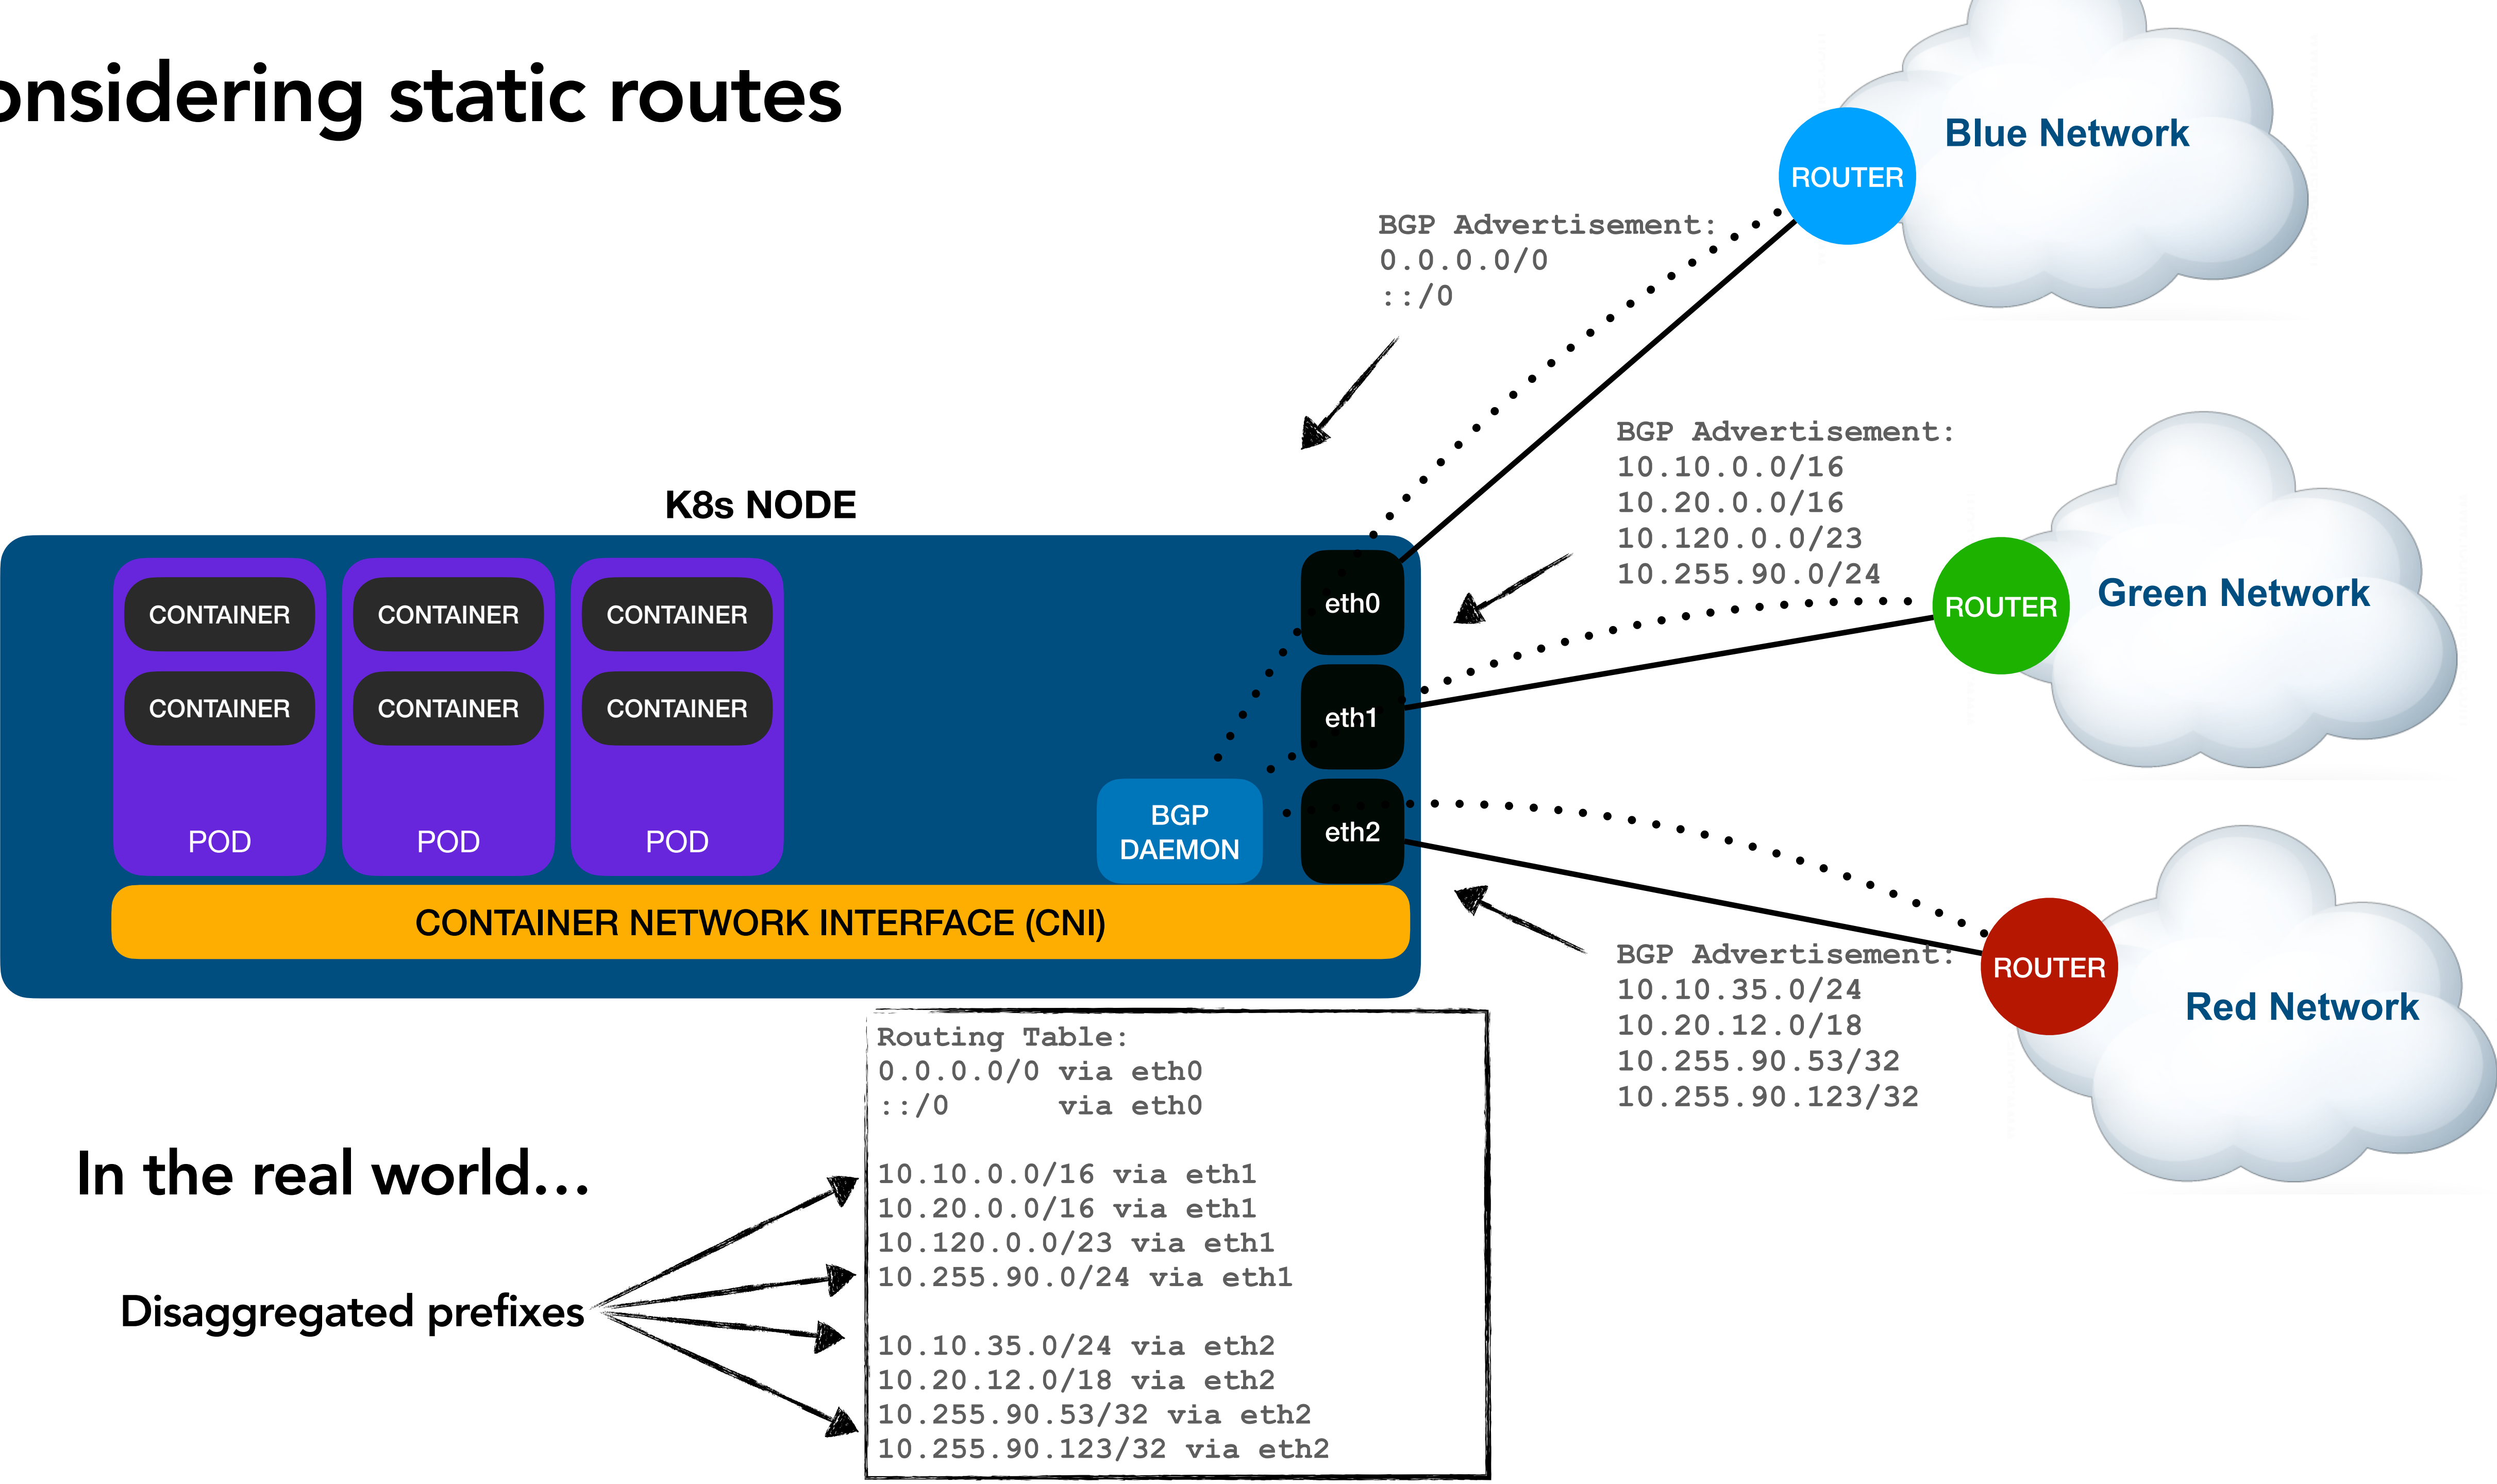 onsidering static routes
Blue Network
ROUTER
BGP Advertisement:
0.0.0.0/0
::/0
BGP Advertisement:
10.10.0.0/16
10.20.0.0/16
10.120.0.0/23
10.255.90.0/24
ROUTER
Green Network
K8s NODE
CONTAINER
CONTAINER
POD
CONTAINER
CONTAINER
POD
CONTAINER
CONTAINER
POD
eth0
eth1
eth2
BGP
DAEMON
CONTAINER NETWORK INTERFACE (CNI)
BGP Advertisement:
10.10.35.0/24
10.20.12.0/18
10.255.90.53/32
10.255.90.123/32
ROUTER
Red Network
In the real world...
Disaggregated prefixes
Routing Table:
0.0.0.0/0 via eth0
::/0 via eth0
10.10.0.0/16 via eth1
10.20.0.0/16 via eth1
10.120.0.0/23 via eth1
10.255.90.0/24 via eth1
10.10.35.0/24 via eth2
10.20.12.0/18 via eth2
10.255.90.53/32 via eth2
10.255.90.123/32 via eth2